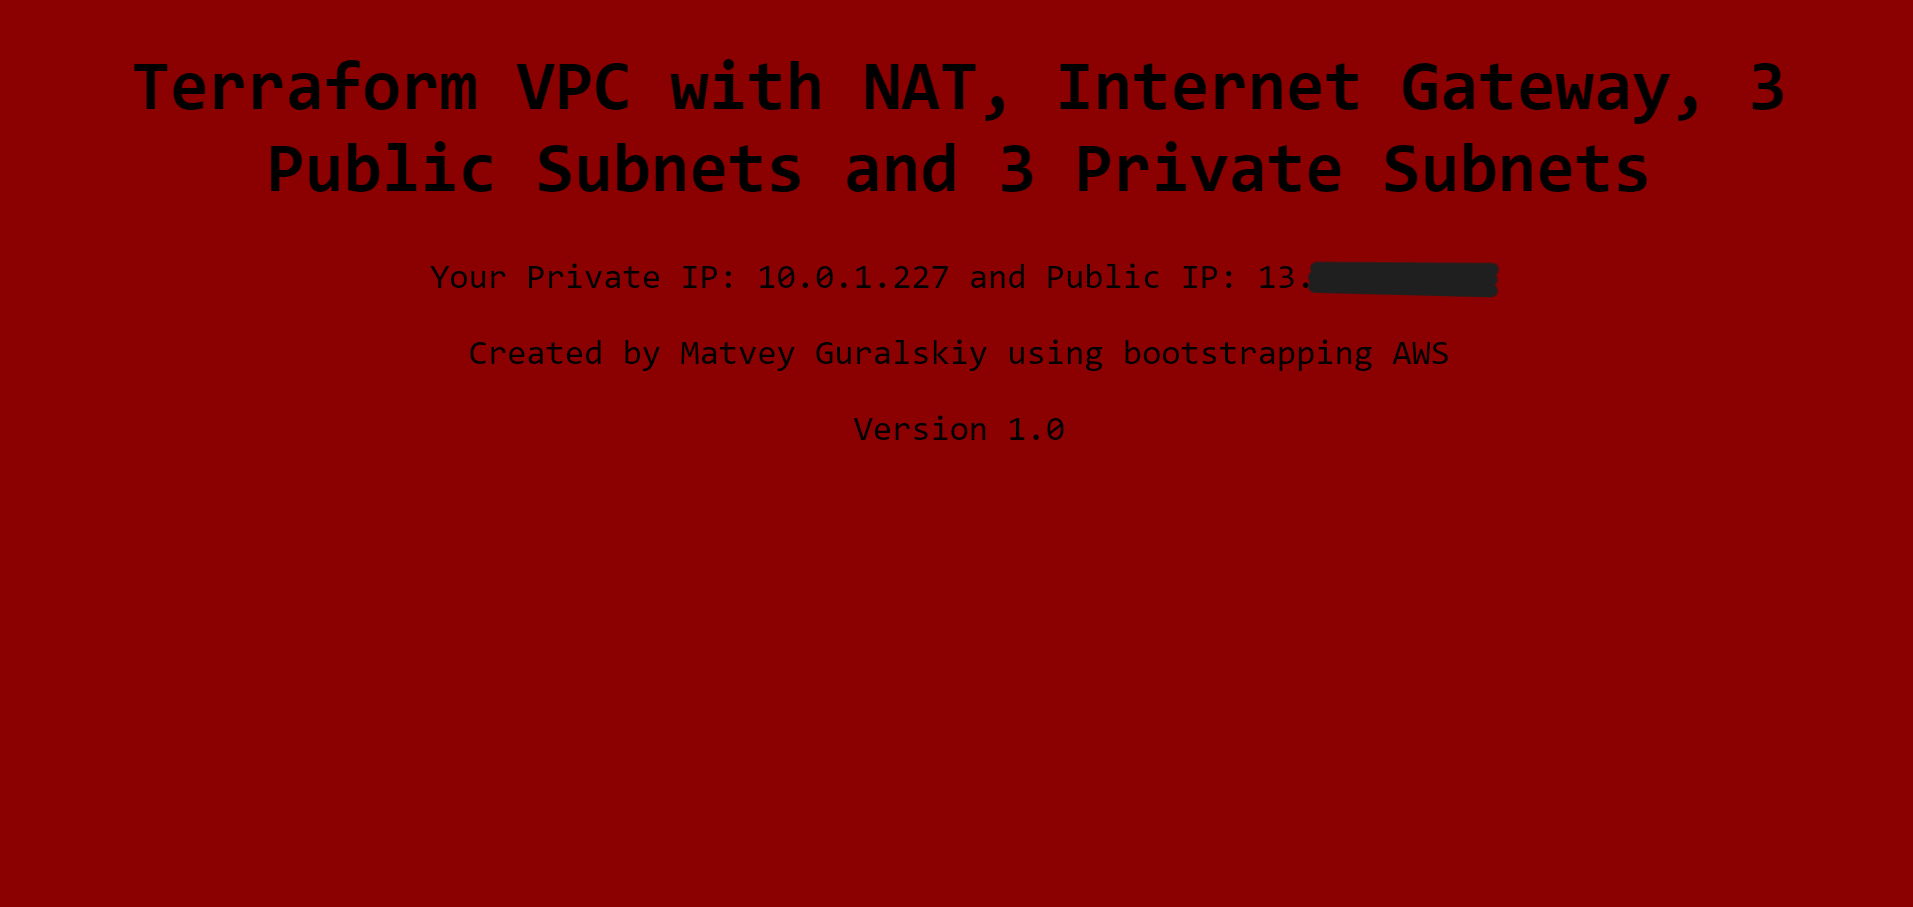 Terraform VPC with NAT, Internet Gateway, 3
Public Subnets and 3 Private Subnets
Your Private IP: 10.0.1.227 and Public IP: 13.
Created by Matvey Guralskiy using bootstrapping AWS
Version 1.0